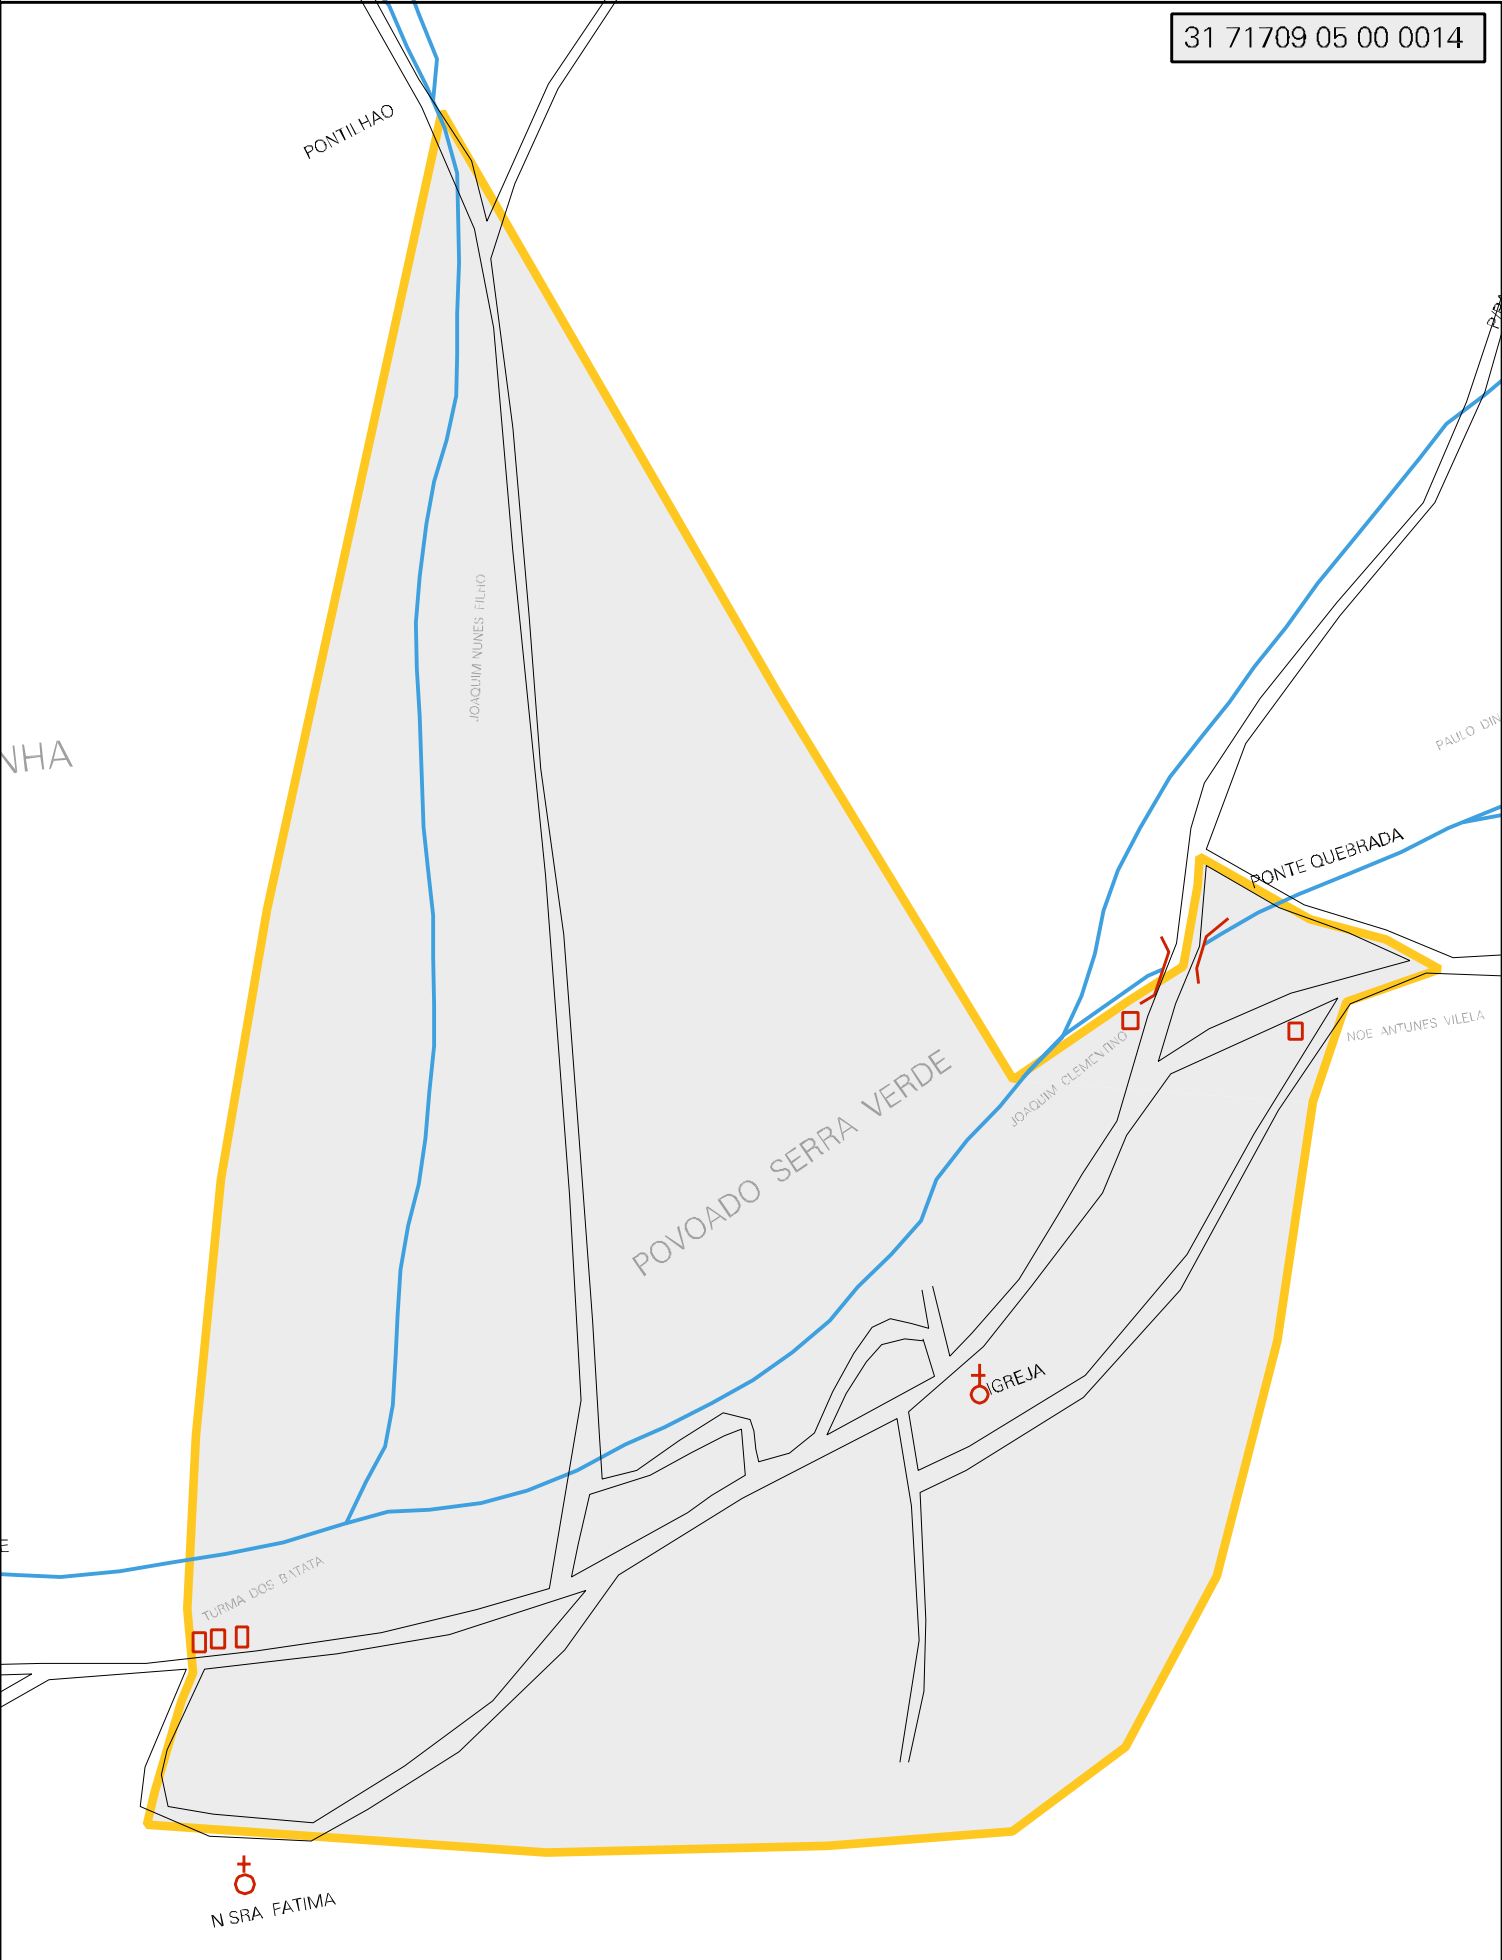 31 71709 05 00 0014
PONTILHAO
JOAQUIM NUNES FILHO
NHA
PAULO DIN
PONTE QUEBRADA
NOE ANTUNES VILELA
JOAQUIM CLEMENTINO
POVOADO SERRA VERDE
IGREJA
E
TURMA DOS BATATA
N SRA FATIMA